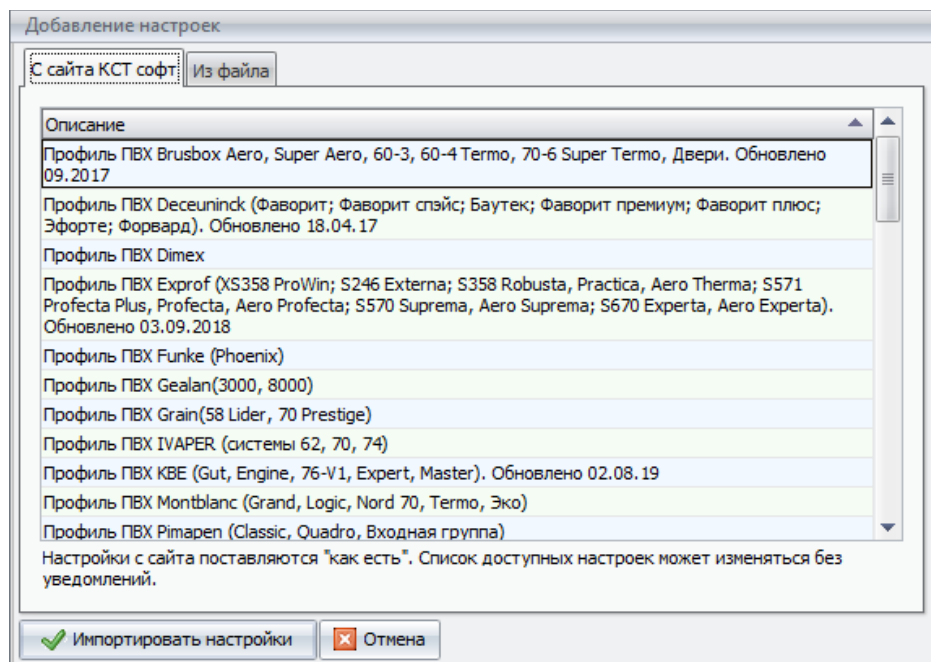 Добавление настроек
С сайта КСТ софт
Из файла
Описание
Профиль ПВХ Brusbox Aero, Super Aero, 60-3, 60-4 Termo, 70-6 Super Termo, Двери. Обновлено
09.2017
Профиль ПВХ Deceuninck (Фаворит; Фаворит спэйс; Баутек; Фаворит премиум; Фаворит плюс;
Эфорте; Форвард). Обновлено 18.04.17
Профиль ПВХ Dimex
Профиль ПВХ Exprof (XS358 ProWin; S246 Externa; S358 Robusta, Practica, Aero Therma; S571
Profecta Plus, Profecta, Aero Profecta; S570 Suprema, Aero Suprema; S670 Experta, Aero Experta).
Обновлено 03.09.2018
Профиль ПВХ Funke (Phoenix)
Профиль ПВХ Gealan(3000, 8000)
Профиль ПВХ Grain(58 Lider, 70 Prestige)
Профиль ПВХ IVAPER (системы 62, 70, 74)
Профиль ПВХ KBE (Gut, Engine, 76-V1, Expert, Master). Обновлено 02.08.19
Профиль ПВХ Montblanc (Grand, Logic, Nord 70, Termo, Эко)
Профиль ПВХ Pimapen (Classic, Quadro, Входная группа)
Настройки с сайта поставляются "как есть". Список доступных настроек может изменяться без
уведомлений.
Импортировать настройки
Отмена